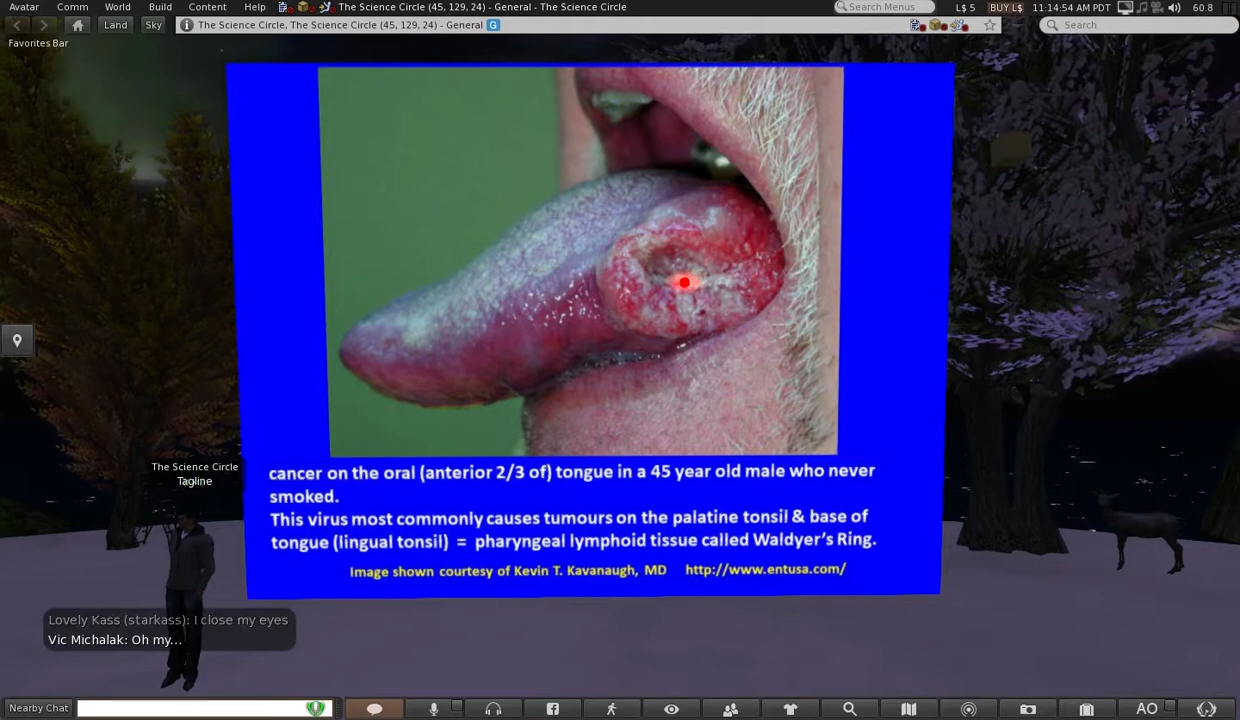 Avatar Comm World Build Content Help The Science Circle, The Science Circle (45, 129, 24) - General - The Science Circle Search Menus L$ 5 BUY L$ 11:14:54 AM PDT 60.8
Land Sky The Science Circle, The Science Circle (45, 129, 24) - General G Search
Favorites Bar
cancer on the oral (anterior 2/3 of) tongue in a 45 year old male who never
smoked.
This virus most commonly causes tumours on the palatine tonsil & base of
tongue (lingual tonsil) = pharyngeal lymphoid tissue called Waldyer's Ring.
Image shown courtesy of Kevin T. Kavanaugh, MD http://www.entusa.com/
The Science Circle
Tagline
Lovely Kass (starkass): I close my eyes
Vic Michalak: Oh my...
Nearby Chat AO